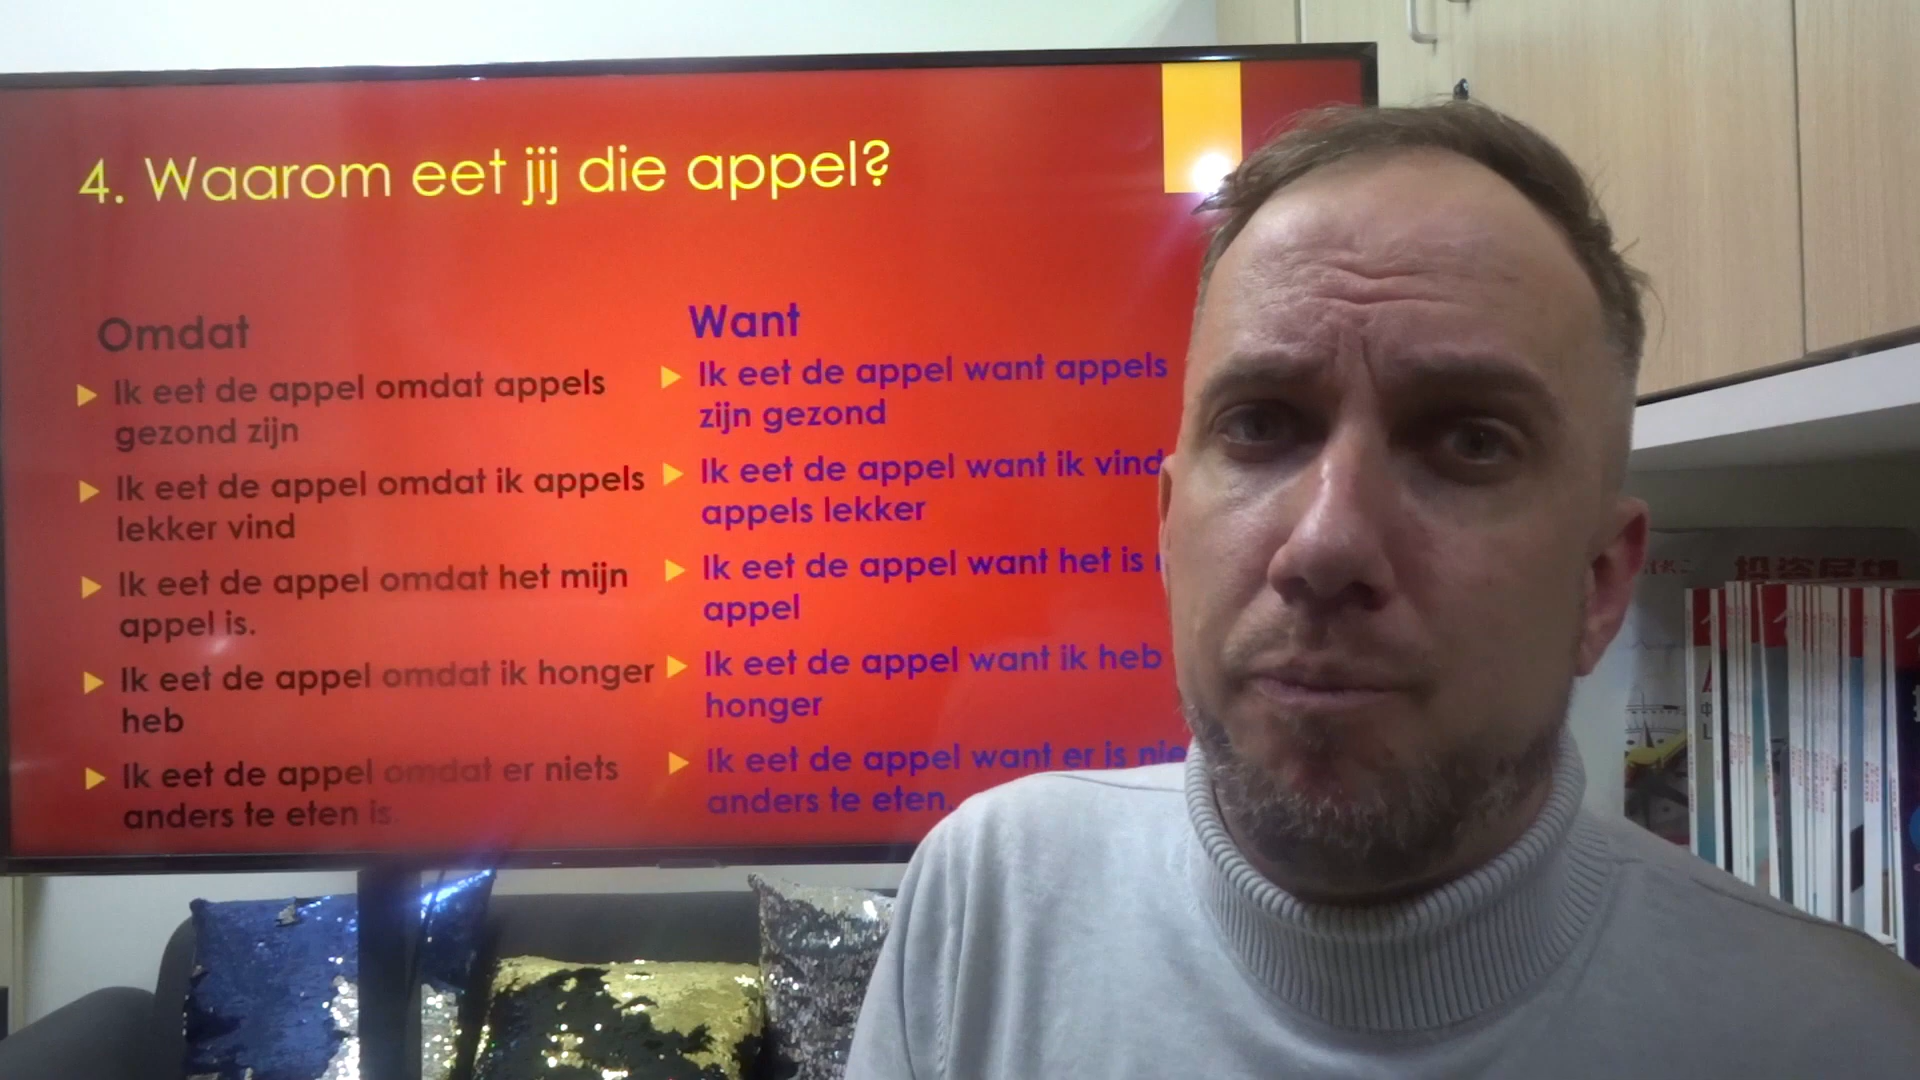 4. Waarom eet jij die appel?
Omdat
Ik eet de appel omdat appels
gezond zijn
Ik eet de appel omdat ik appels
lekker vind
Ik eet de appel omdat het mijn
appel is.
Ik eet de appel omdat ik honger
heb
Ik eet de appel omdat er niets
anders te eten is
Want
Ik eet de appel want appels
zijn gezond
Ik eet de appel want ik vind
appels lekker
Ik eet de appel want het is
appel
Ik eet de appel want ik heb
honger
Ik eet de appel want er is
anders te eten.